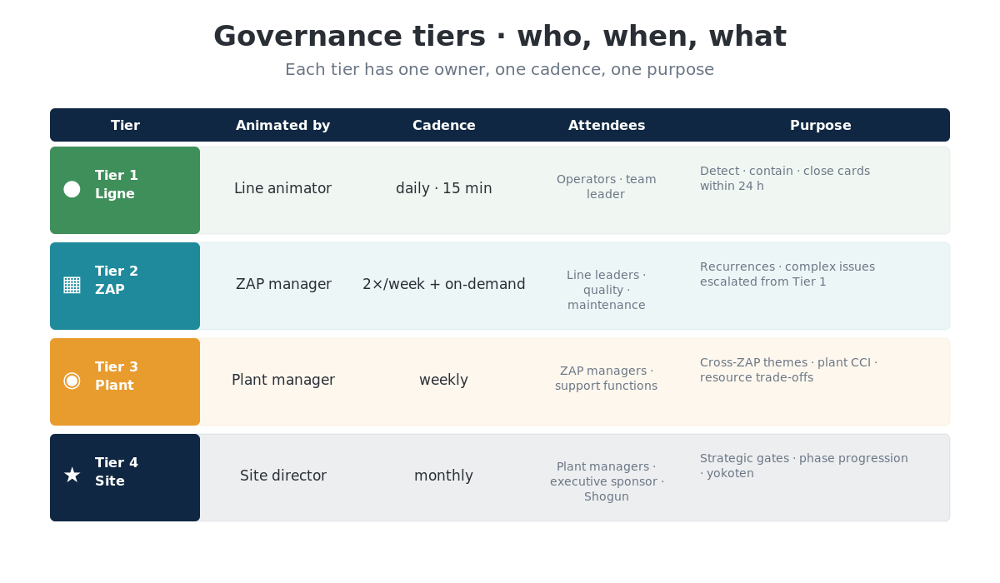 Governance tiers · who, when, what
Each tier has one owner, one cadence, one purpose
Tier
Animated by
Cadence
Attendees
Purpose
Tier 1
Ligne
Line animator
daily · 15 min
Operators · team
leader
Detect · contain · close cards
within 24 h
Tier 2
ZAP
ZAP manager
2×/week + on-demand
Line leaders ·
quality ·
maintenance
Recurrences · complex issues
escalated from Tier 1
Tier 3
Plant
Plant manager
weekly
ZAP managers ·
support functions
Cross-ZAP themes · plant CCI ·
resource trade-offs
Tier 4
Site
Site director
monthly
Plant managers ·
executive sponsor ·
Shogun
Strategic gates · phase progression
· yokoten